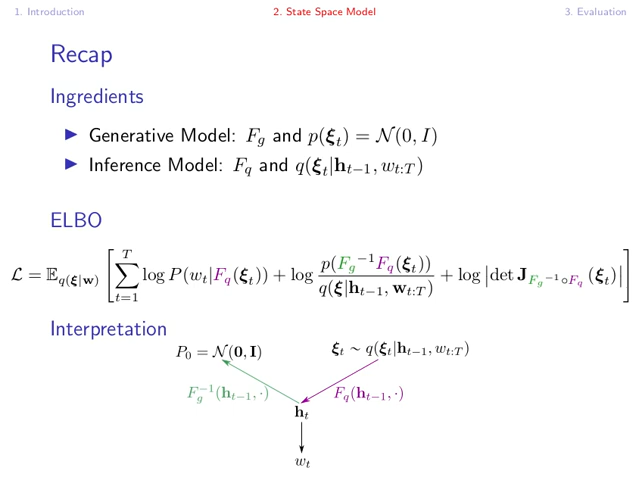 1. Introduction 2. State Space Model 3. Evaluation
Recap
Ingredients
▶ Generative Model: F_g and p(ξ_t) = N(0, I)
▶ Inference Model: F_q and q(ξ_t|h_{t−1}, w_{t:T})
ELBO
L = E_{q(ξ|w)} [ ∑_{t=1}^{T} log P(w_t|F_q(ξ_t)) + log p(F_g^{−1}F_q(ξ_t)) / q(ξ|h_{t−1}, w_{t:T}) + log |det J_{F_g^{−1}∘F_q} (ξ_t)| ]
Interpretation
P_0 = N(0, I) ξ_t ∼ q(ξ_t|h_{t−1}, w_{t:T})
F_g^{−1}(h_{t−1}, ·) F_q(h_{t−1}, ·)
h_t
w_t